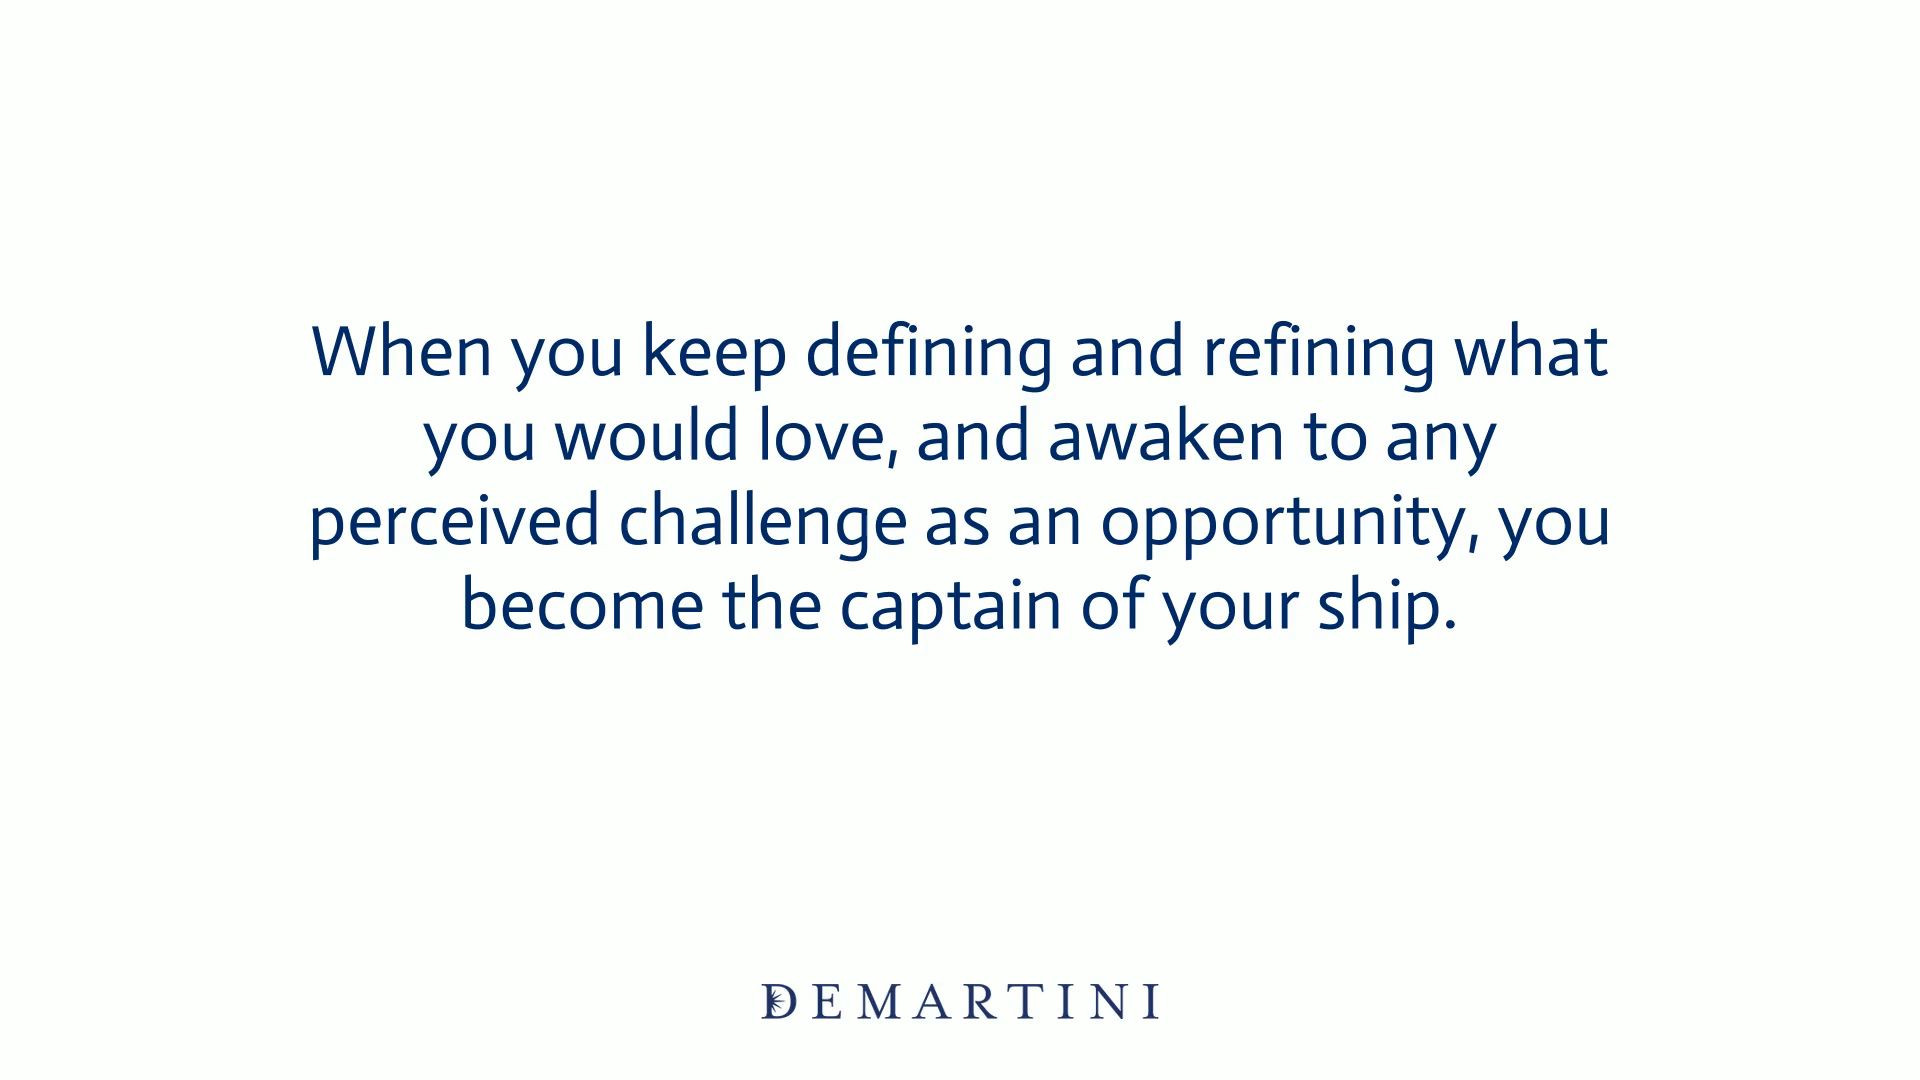 When you keep defining and refining what
you would love, and awaken to any
perceived challenge as an opportunity, you
become the captain of your ship.
DEMARTINI